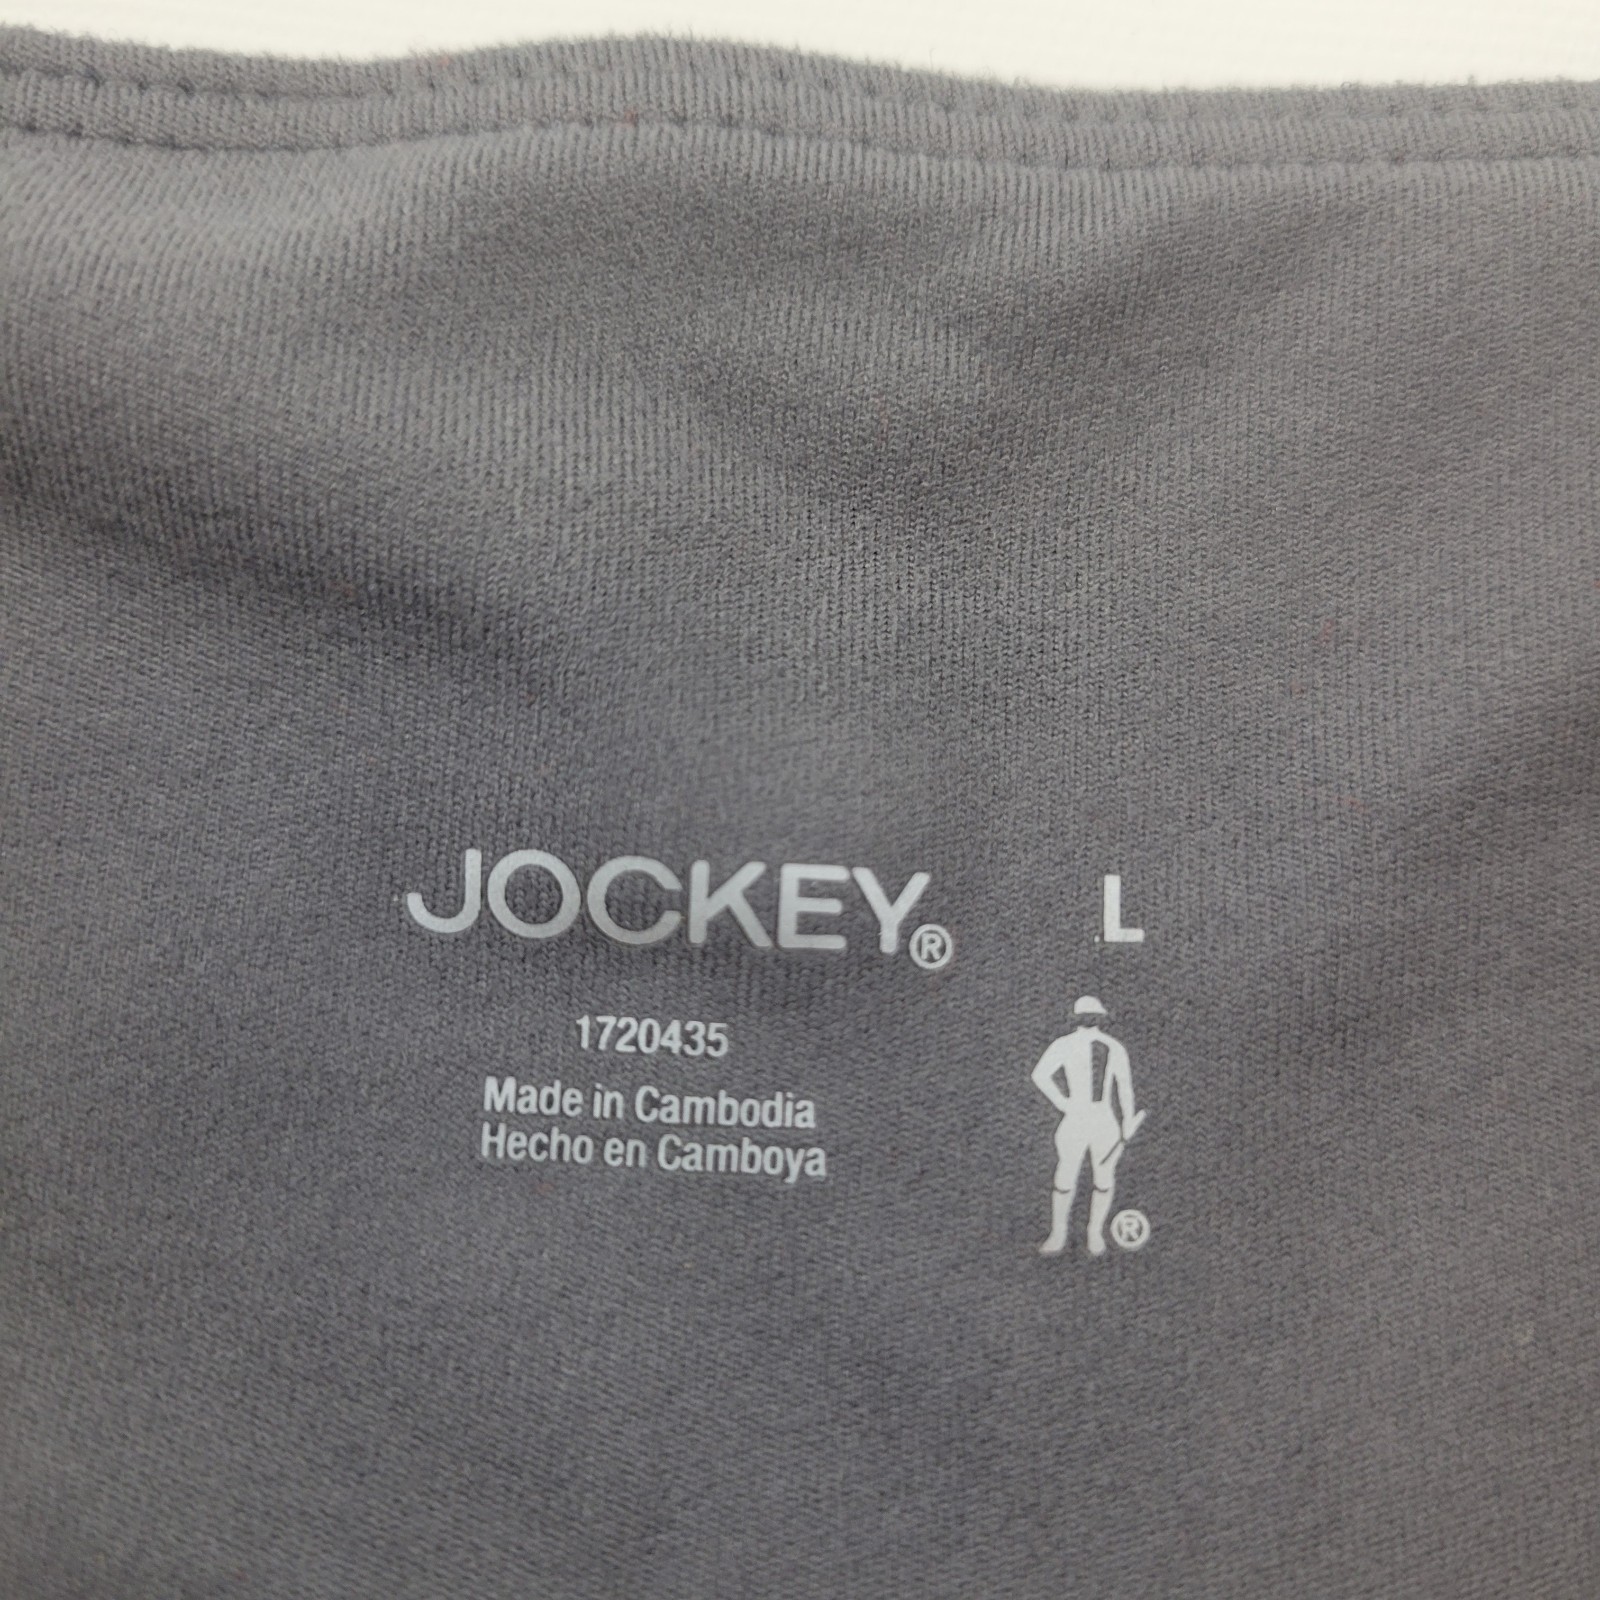 JOCKEY® L
1720435
Made in Cambodia
Hecho en Camboya
®